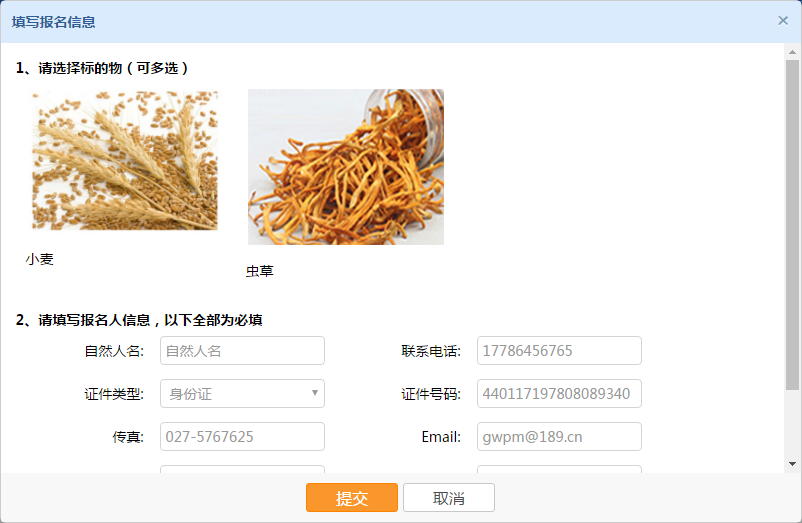 填写报名信息
×
1、请选择标的物（可多选）
小麦
虫草
2、请填写报名人信息，以下全部为必填
自然人名: 自然人名 联系电话: 17786456765
证件类型: 身份证 证件号码: 440117197808089340
传真: 027-5767625 Email: gwpm@189.cn
提交 取消